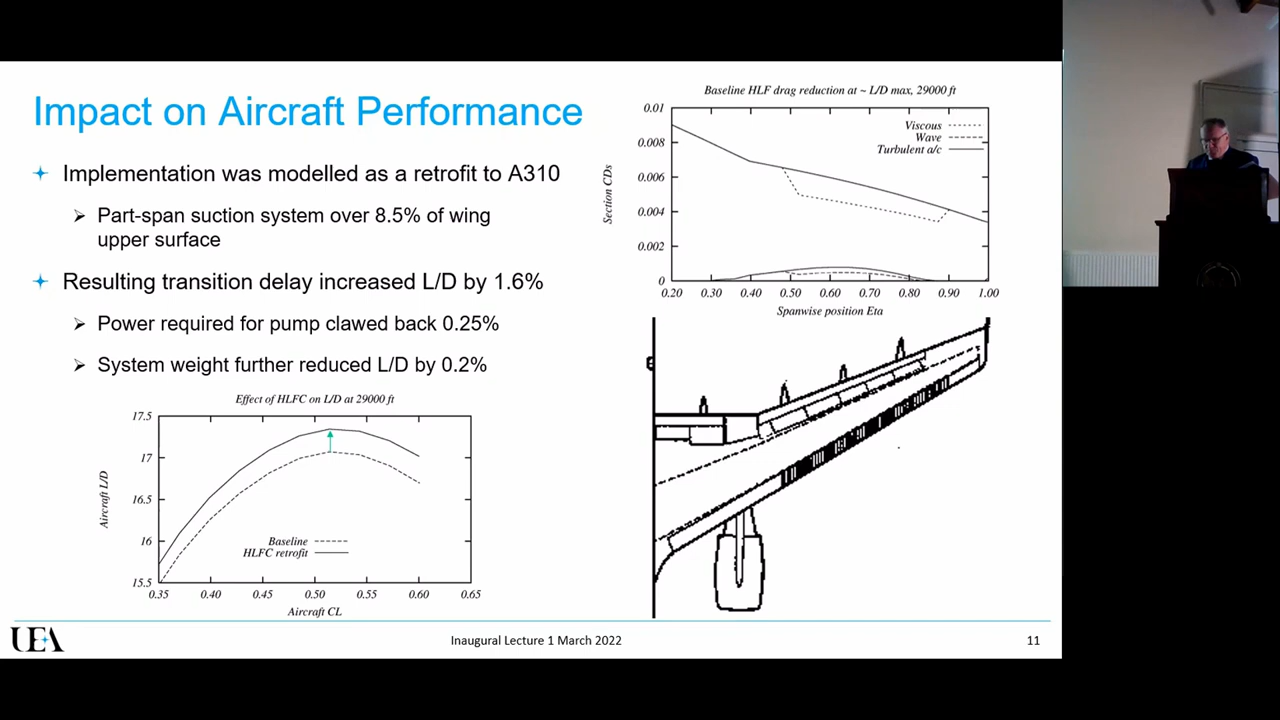 Impact on Aircraft Performance
Implementation was modelled as a retrofit to A310
Part-span suction system over 8.5% of wing
upper surface
Resulting transition delay increased L/D by 1.6%
Power required for pump clawed back 0.25%
System weight further reduced L/D by 0.2%
Effect of HLFC on L/D at 29000 ft
17.5
17
16.5
16
15.5
Aircraft L/D
Baseline
HLFC retrofit
0.35 0.40 0.45 0.50 0.55 0.60 0.65
Aircraft CL
Baseline HLF drag reduction at ~ L/D max, 29000 ft
0.01
0.008
0.006
0.004
0.002
0
Section CDs
Viscous
Wave
Turbulent a/c
0.20 0.30 0.40 0.50 0.60 0.70 0.80 0.90 1.00
Spanwise position Eta
UEA
Inaugural Lecture 1 March 2022
11